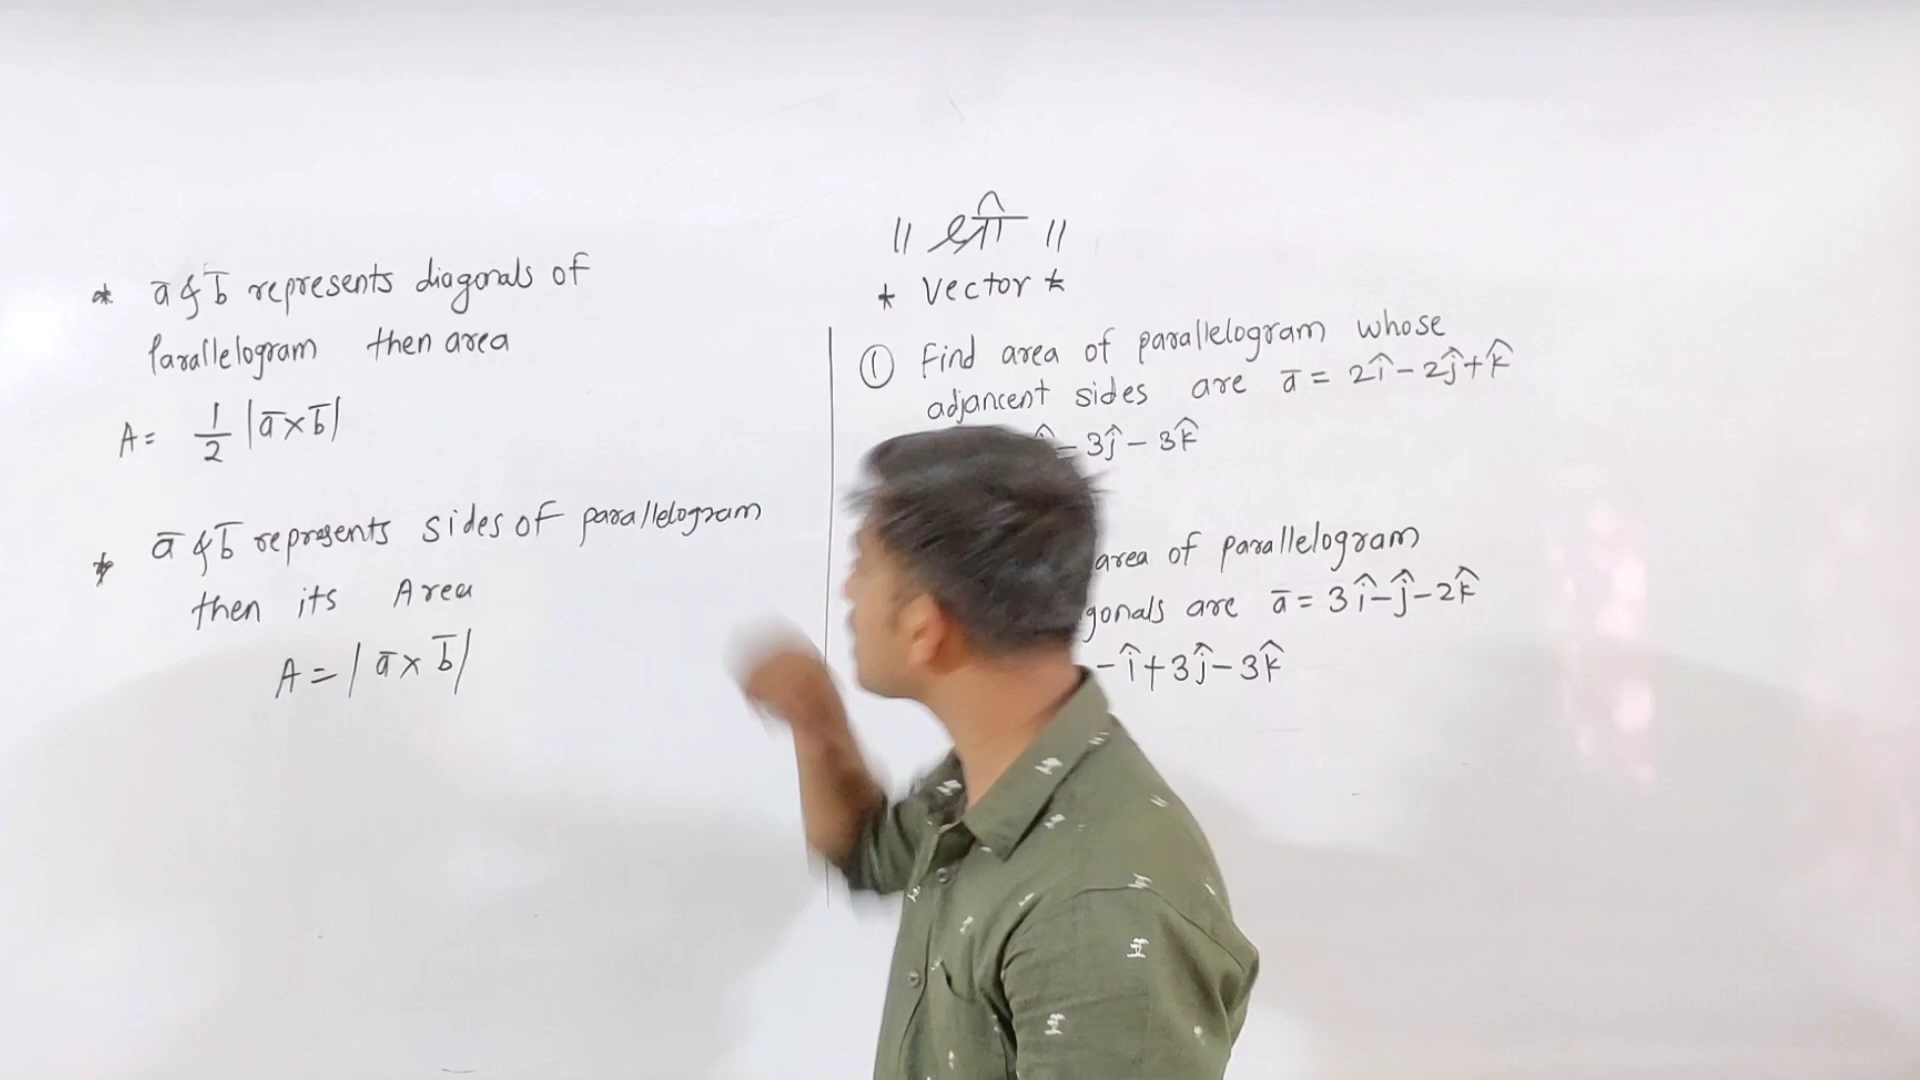 * a̅ & b̅ represents diagonals of
Parallelogram then area
A = 1/2 |a̅×b̅|
* a̅ & b̅ represents sides of parallelogram
then its Area
A = |a̅×b̅|
|| श्री ||
* Vector *
① Find area of parallelogram whose
adjancent sides are a̅ = 2î-2ĵ+k̂
-3ĵ-3k̂
area of parallelogram
are a̅ = 3î-ĵ-2k̂
-î+3ĵ-3k̂